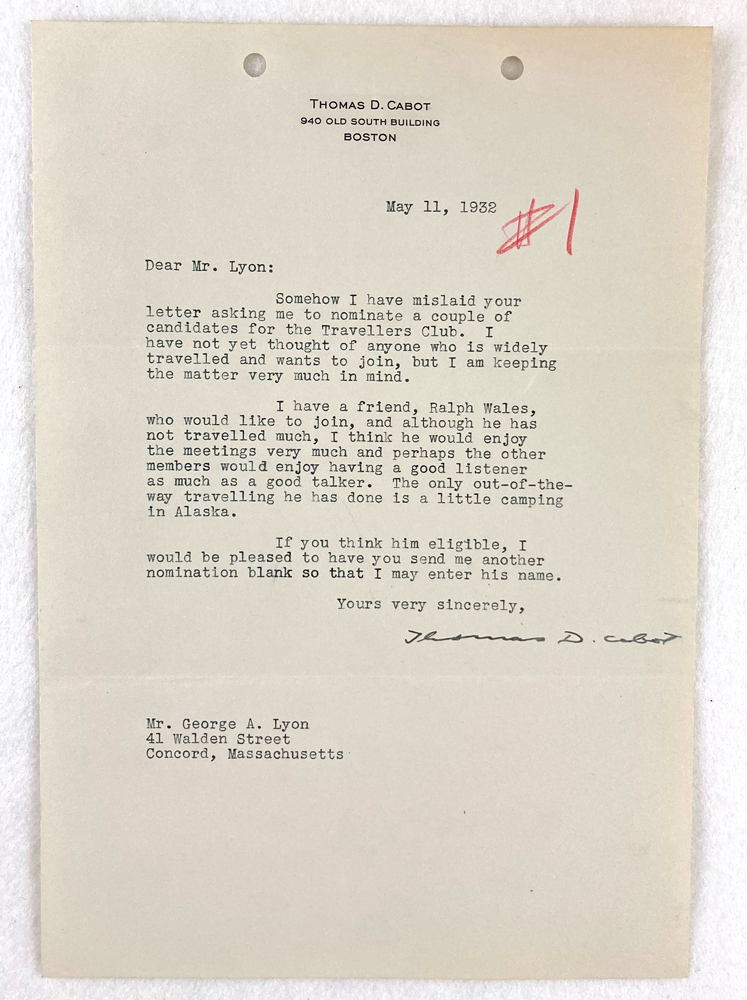 THOMAS D. CABOT
940 OLD SOUTH BUILDING
BOSTON
May 11, 1932
#1
Dear Mr. Lyon:
Somehow I have mislaid your
letter asking me to nominate a couple of
candidates for the Travellers Club. I
have not yet thought of anyone who is widely
travelled and wants to join, but I am keeping
the matter very much in mind.
I have a friend, Ralph Wales,
who would like to join, and although he has
not travelled much, I think he would enjoy
the meetings very much and perhaps the other
members would enjoy having a good listener
as much as a good talker. The only out-of-the-
way travelling he has done is a little camping
in Alaska.
If you think him eligible, I
would be pleased to have you send me another
nomination blank so that I may enter his name.
Yours very sincerely,
Thomas D. Cabot
Mr. George A. Lyon
41 Walden Street
Concord, Massachusetts